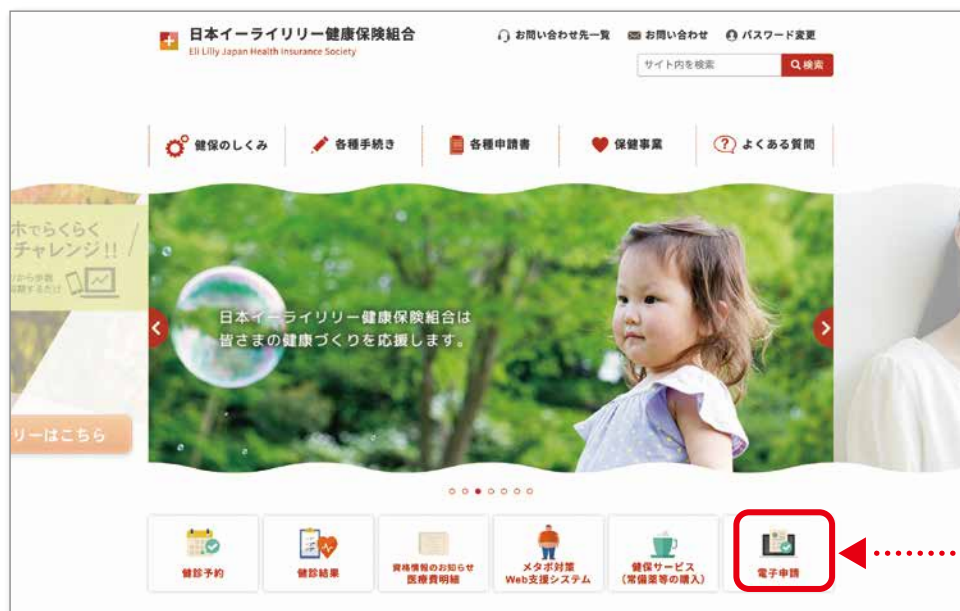 日本イーライリリー健康保険組合
Eli Lilly Japan Health Insurance Society
お問い合わせ先一覧
お問い合わせ
パスワード変更
サイト内を検索
検索
健保のしくみ
各種手続き
各種申請書
保健事業
よくある質問
ホでらくらく
チャレンジ!!
リーはこちら
日本イーライリリー健康保険組合は
皆さまの健康づくりを応援します。
健診予約
健診結果
資格情報のお知らせ
医療費明細
メタボ対策
Web支援システム
健保サービス
(常備薬等の購入)
電子申請